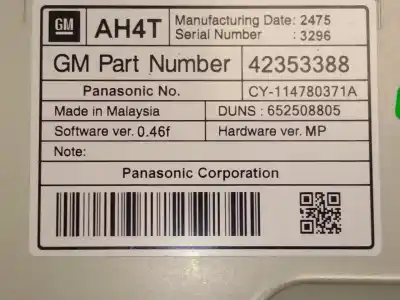 GM
AH4T
Manufacturing Date: 2475
Serial Number : 3296
GM Part Number 42353388
Panasonic No. CY-114780371A
Made in Malaysia DUNS : 652508805
Software ver. 0.46f Hardware ver. MP
Note:
Panasonic Corporation